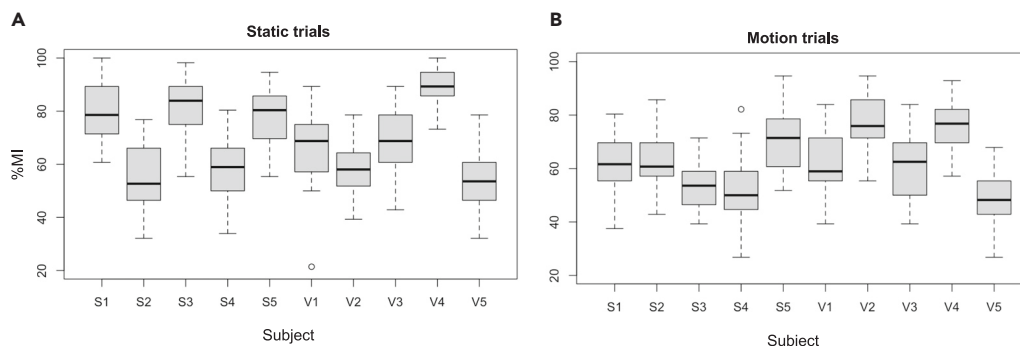 A
Static trials
%MI
100
80
60
40
20
S1 S2 S3 S4 S5 V1 V2 V3 V4 V5
Subject
B
Motion trials
100
80
60
40
20
S1 S2 S3 S4 S5 V1 V2 V3 V4 V5
Subject